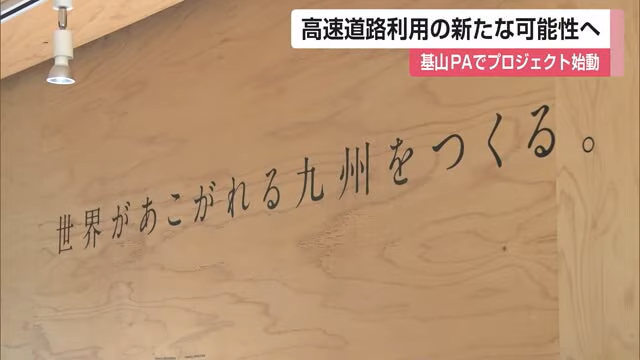 高速道路利用の新たな可能性へ
基山PAでプロジェクト始動
世界があこがれる九州をつくる。